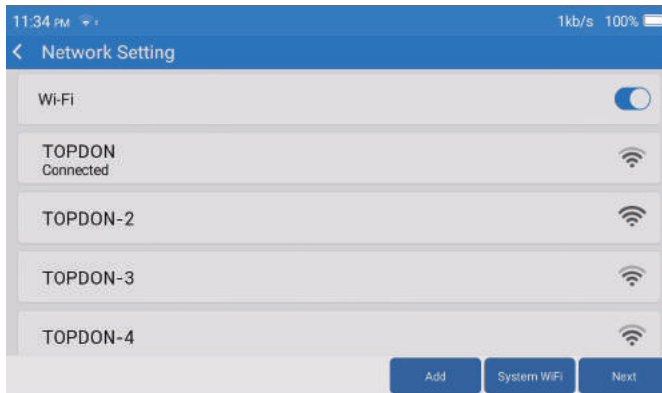 11:34 PM 1kb/s 100%
Network Setting
Wi-Fi
TOPDON
Connected
TOPDON-2
TOPDON-3
TOPDON-4
Add System WiFi Next